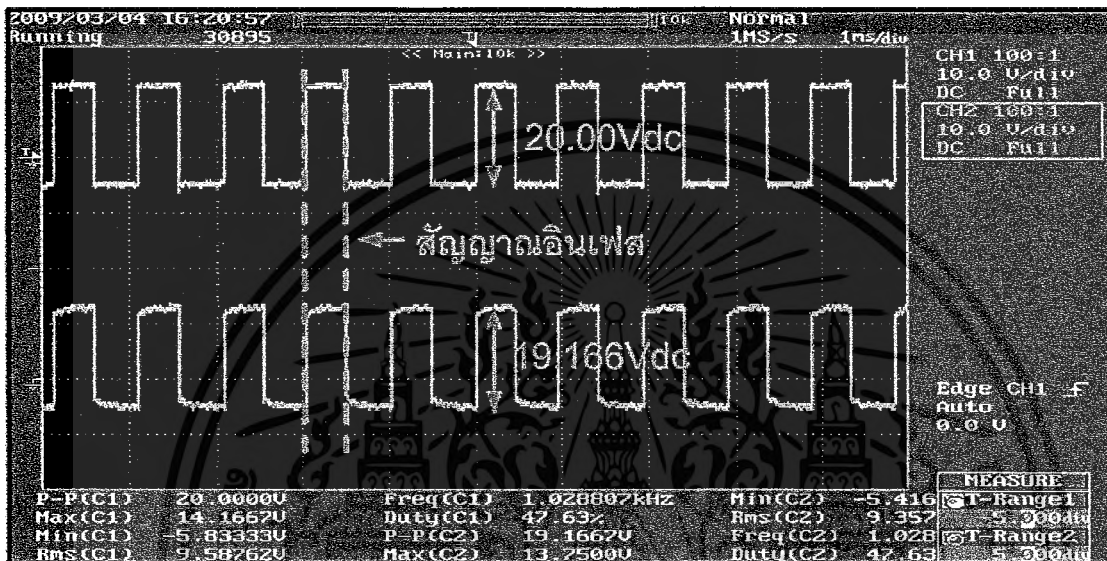 2009/03/04 16:20:57 10k Normal
Running 30895 1MS/s 1ms/div
<< Main:10k >>
CH1 100:1
10.0 V/div
DC Full
CH2 100:1
10.0 V/div
DC Full
20.00Vdc
สัญญาณอินเฟส
19.166Vdc
Edge CH1
Auto
0.0 V
MEASURE
P-P(C1) 20.0000V Freq(C1) 1.028807kHz Min(C2) -5.416 T-Range1
Max(C1) 14.1667V Duty(C1) 47.63% Rms(C2) 9.357 5.000div
Min(C1) -5.83333V P-P(C2) 19.1667V Freq(C2) 1.028 T-Range2
Rms(C1) 9.58762V Max(C2) 13.7500V Duty(C2) 47.63